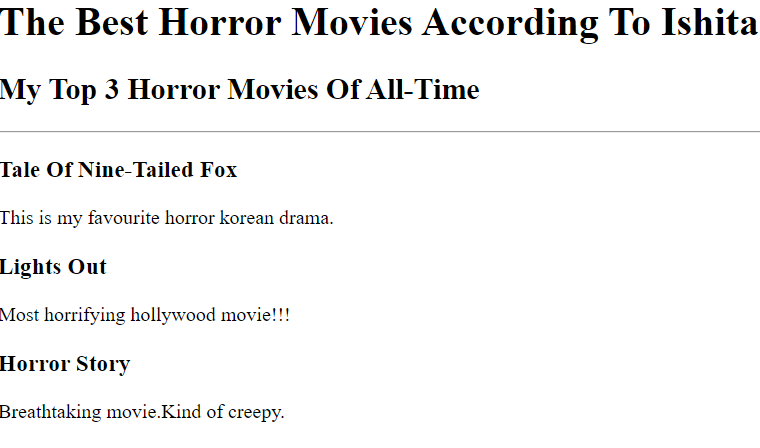 The Best Horror Movies According To Ishita
My Top 3 Horror Movies Of All-Time
Tale Of Nine-Tailed Fox
This is my favourite horror korean drama.
Lights Out
Most horrifying hollywood movie!!!
Horror Story
Breathtaking movie.Kind of creepy.